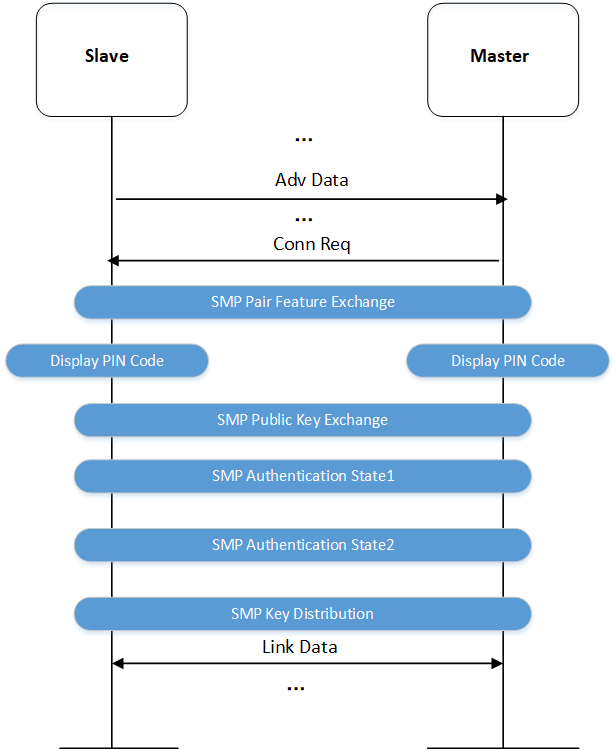 Slave
Master
...
Adv Data
...
Conn Req
SMP Pair Feature Exchange
Display PIN Code
Display PIN Code
SMP Public Key Exchange
SMP Authentication State1
SMP Authentication State2
SMP Key Distribution
Link Data
...